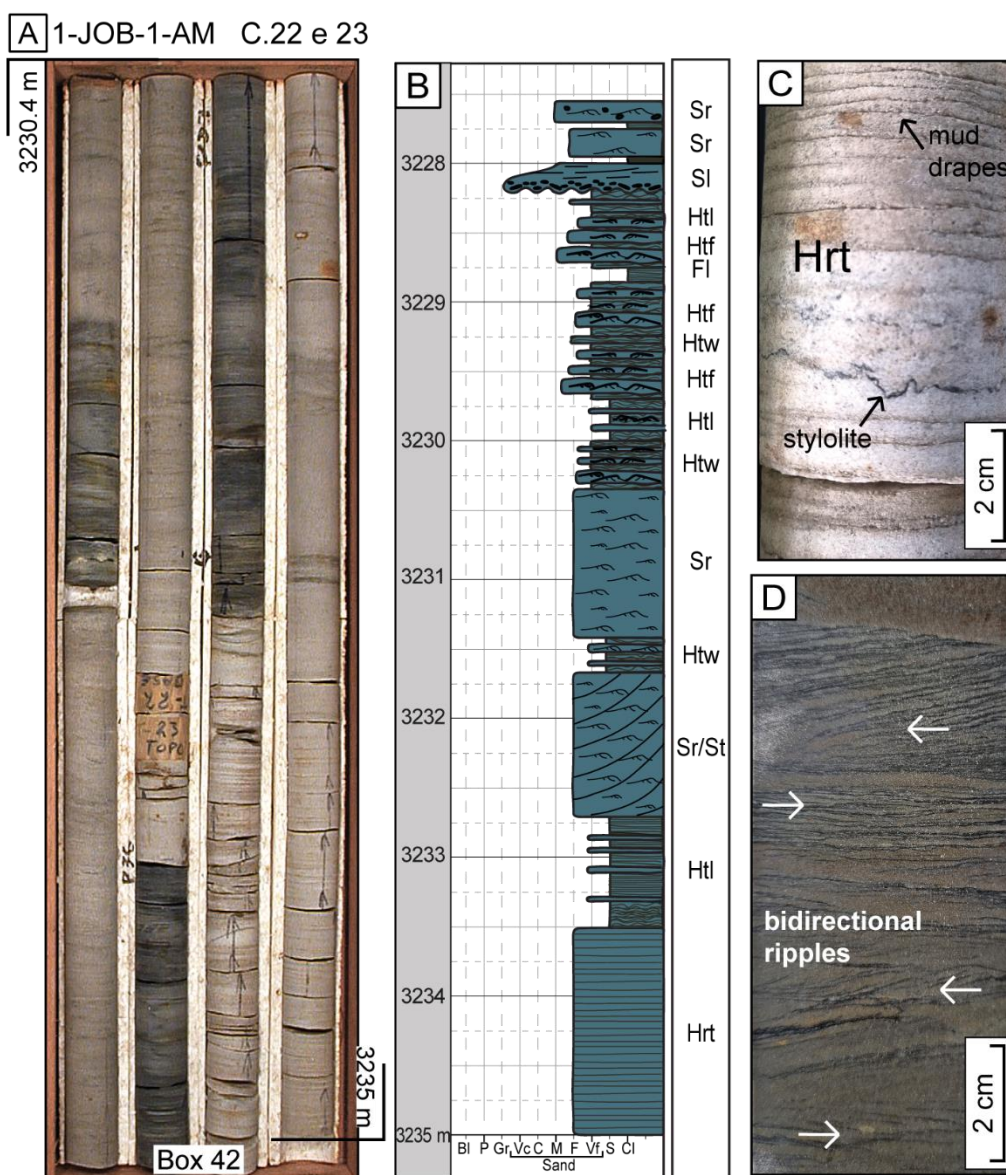 A 1-JOB-1-AM C.22 e 23
3230.4 m
BASE
T-22
T-23
TOPO
Box 42
3235 m
B
3228
3229
3230
3231
3232
3233
3234
3235 m
Sr
Sr
Sl
Htl
Htf
Fl
Htf
Htw
Htf
Htl
Htw
Sr
Htw
Sr/St
Htl
Hrt
Bl P Gr Vc C M F Vf S Cl
Sand
C
mud
drapes
Hrt
stylolite
2 cm
D
bidirectional
ripples
2 cm